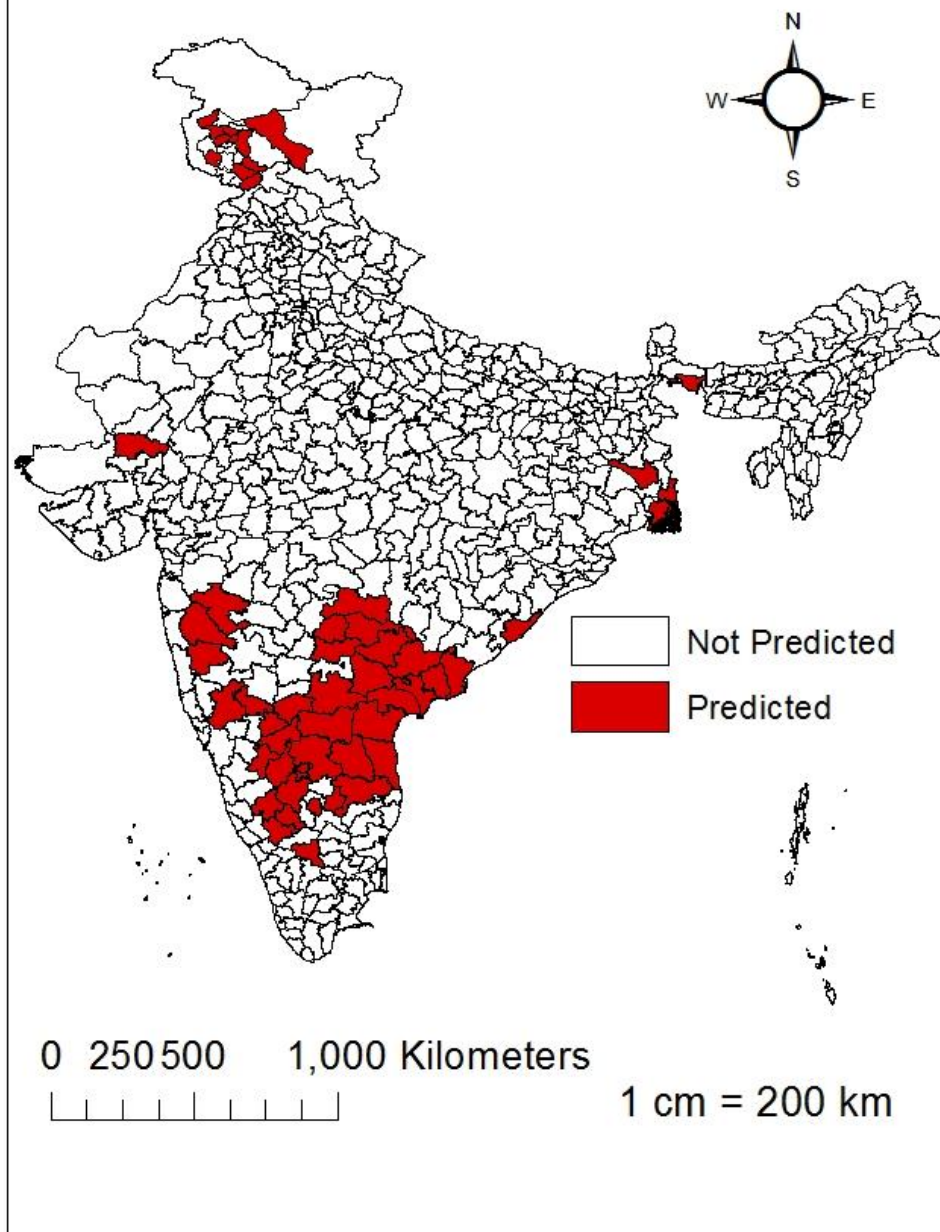 N
W E
S
Not Predicted
Predicted
0 250 500 1,000 Kilometers
1 cm = 200 km